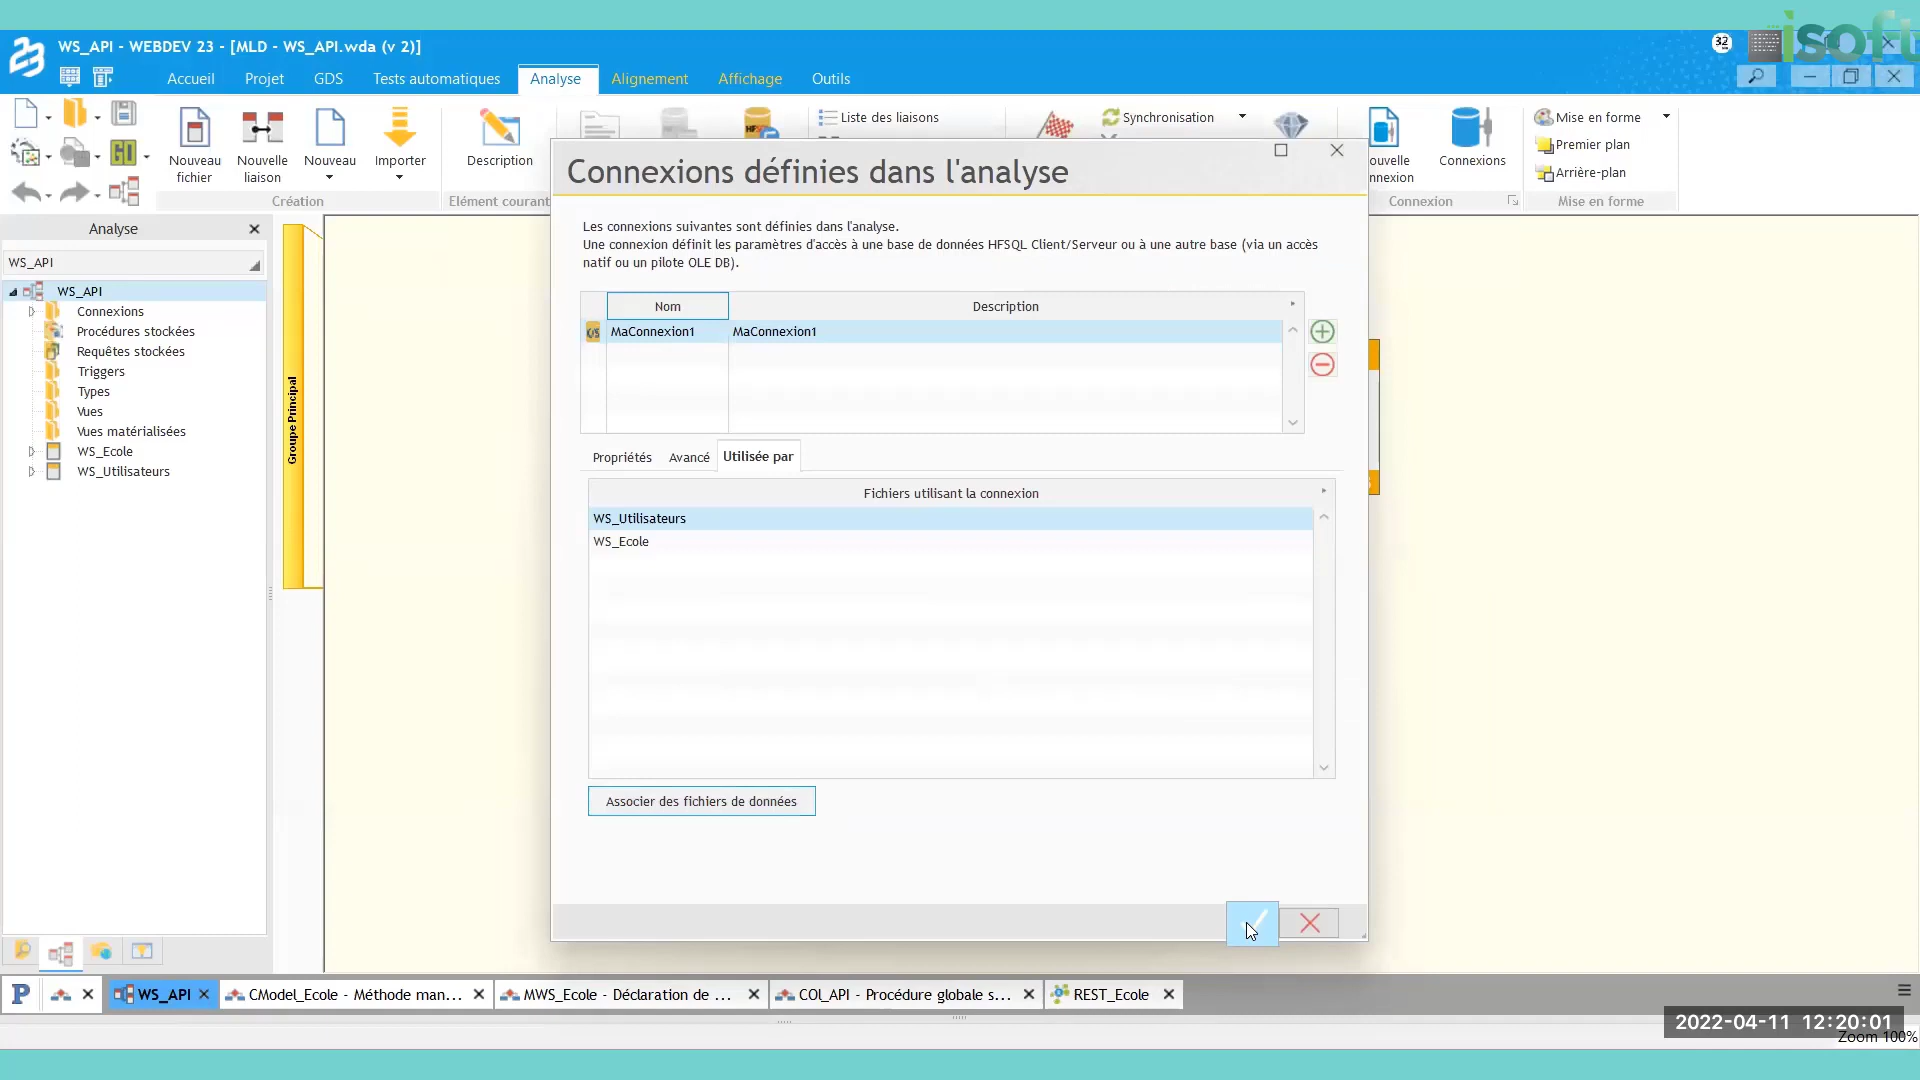 WS_API - WEBDEV 23 - [MLD - WS_API.wda (v 2)]
32
isoft
Accueil
Projet
GDS
Tests automatiques
Analyse
Alignement
Affichage
Outils
Liste des liaisons
Synchronisation
Nouveau
fichier
Nouvelle
liaison
Nouveau
Importer
Description
Connexions
Mise en forme
Premier plan
Arrière-plan
ouvelle
nnexion
Création
Elément courant
Connexion
Mise en forme
Analyse
WS_API
WS_API
Connexions
Procédures stockées
Requêtes stockées
Triggers
Types
Vues
Vues matérialisées
WS_Ecole
WS_Utilisateurs
Groupe Principal
Connexions définies dans l'analyse
Les connexions suivantes sont définies dans l'analyse.
Une connexion définit les paramètres d'accès à une base de données HFSQL Client/Serveur ou à une autre base (via un accès
natif ou un pilote OLE DB).
Nom
Description
MaConnexion1
MaConnexion1
Propriétés
Avancé
Utilisée par
Fichiers utilisant la connexion
WS_Utilisateurs
WS_Ecole
Associer des fichiers de données
WS_API
CModel_Ecole - Méthode man...
MWS_Ecole - Déclaration de ...
COl_API - Procédure globale s...
REST_Ecole
2022-04-11 12:20:01
Zoom 100%